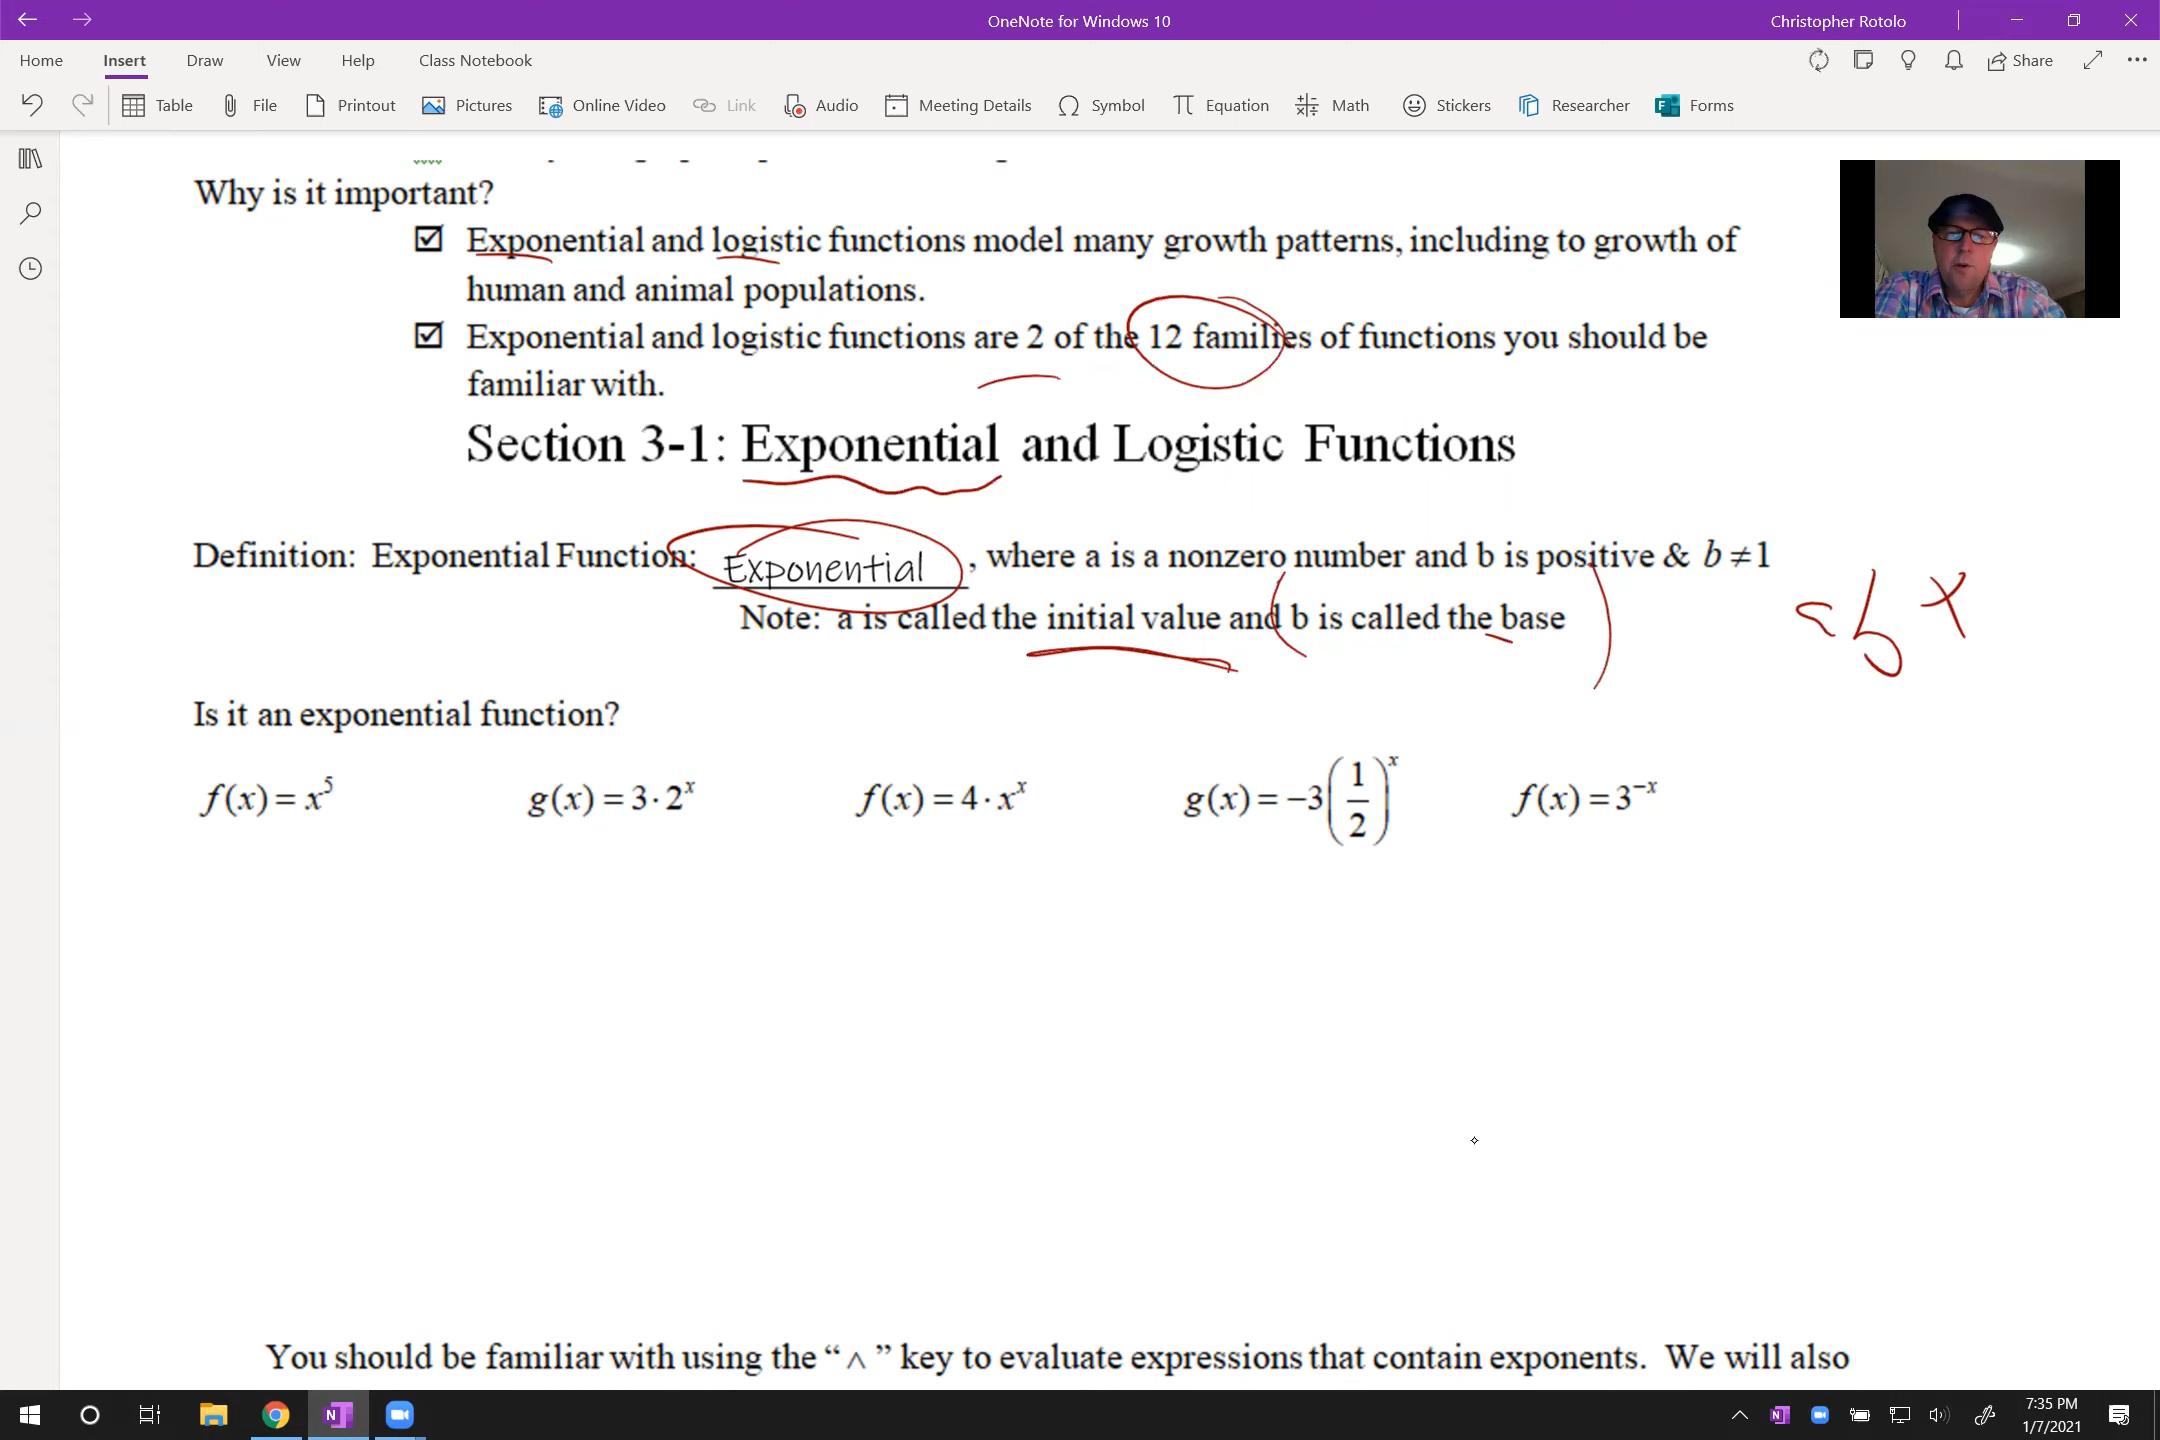 OneNote for Windows 10
Christopher Rotolo
Home Insert Draw View Help Class Notebook Share
Table File Printout Pictures Online Video Link Audio Meeting Details Symbol Equation Math Stickers Researcher Forms
Why is it important?
☑ Exponential and logistic functions model many growth patterns, including to growth of
human and animal populations.
☑ Exponential and logistic functions are 2 of the 12 families of functions you should be
familiar with.
Section 3-1: Exponential and Logistic Functions
Definition: Exponential Function: Exponential, where a is a nonzero number and b is positive & b ≠ 1
Note: a is called the initial value and b is called the base
ab^x
Is it an exponential function?
f(x) = x^5 g(x) = 3·2^x f(x) = 4·x^x g(x) = −3(1/2)^x f(x) = 3^−x
You should be familiar with using the “ ^ ” key to evaluate expressions that contain exponents. We will also
7:35 PM
1/7/2021